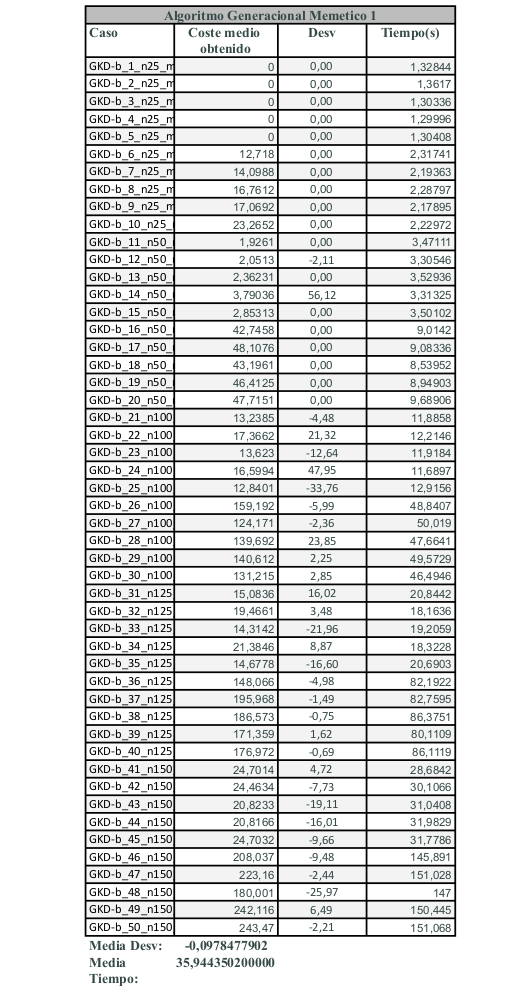 Algoritmo Generacional Memetico 1
Caso Coste medio obtenido Desv Tiempo(s)
GKD-b_1_n25_m 0 0,00 1,32844
GKD-b_2_n25_m 0 0,00 1,3617
GKD-b_3_n25_m 0 0,00 1,30336
GKD-b_4_n25_m 0 0,00 1,29996
GKD-b_5_n25_m 0 0,00 1,30408
GKD-b_6_n25_m 12,718 0,00 2,31741
GKD-b_7_n25_m 14,0988 0,00 2,19363
GKD-b_8_n25_m 16,7612 0,00 2,28797
GKD-b_9_n25_m 17,0692 0,00 2,17895
GKD-b_10_n25_ 23,2652 0,00 2,22972
GKD-b_11_n50_ 1,9261 0,00 3,47111
GKD-b_12_n50_ 2,0513 -2,11 3,30546
GKD-b_13_n50_ 2,36231 0,00 3,52936
GKD-b_14_n50_ 3,79036 56,12 3,31325
GKD-b_15_n50_ 2,85313 0,00 3,50102
GKD-b_16_n50_ 42,7458 0,00 9,0142
GKD-b_17_n50_ 48,1076 0,00 9,08336
GKD-b_18_n50_ 43,1961 0,00 8,53952
GKD-b_19_n50_ 46,4125 0,00 8,94903
GKD-b_20_n50_ 47,7151 0,00 9,68906
GKD-b_21_n100 13,2385 -4,48 11,8858
GKD-b_22_n100 17,3662 21,32 12,2146
GKD-b_23_n100 13,623 -12,64 11,9184
GKD-b_24_n100 16,5994 47,95 11,6897
GKD-b_25_n100 12,8401 -33,76 12,9156
GKD-b_26_n100 159,192 -5,99 48,8407
GKD-b_27_n100 124,171 -2,36 50,019
GKD-b_28_n100 139,692 23,85 47,6641
GKD-b_29_n100 140,612 2,25 49,5729
GKD-b_30_n100 131,215 2,85 46,4946
GKD-b_31_n125 15,0836 16,02 20,8442
GKD-b_32_n125 19,4661 3,48 18,1636
GKD-b_33_n125 14,3142 -21,96 19,2059
GKD-b_34_n125 21,3846 8,87 18,3228
GKD-b_35_n125 14,6778 -16,60 20,6903
GKD-b_36_n125 148,066 -4,98 82,1922
GKD-b_37_n125 195,968 -1,49 82,7595
GKD-b_38_n125 186,573 -0,75 86,3751
GKD-b_39_n125 171,359 1,62 80,1109
GKD-b_40_n125 176,972 -0,69 86,1119
GKD-b_41_n150 24,7014 4,72 28,6842
GKD-b_42_n150 24,4634 -7,73 30,1066
GKD-b_43_n150 20,8233 -19,11 31,0408
GKD-b_44_n150 20,8166 -16,01 31,9829
GKD-b_45_n150 24,7032 -9,66 31,7786
GKD-b_46_n150 208,037 -9,48 145,891
GKD-b_47_n150 223,16 -2,44 151,028
GKD-b_48_n150 180,001 -25,97 147
GKD-b_49_n150 242,116 6,49 150,445
GKD-b_50_n150 243,47 -2,21 151,068
Media Desv: -0,0978477902
Media Tiempo: 35,944350200000